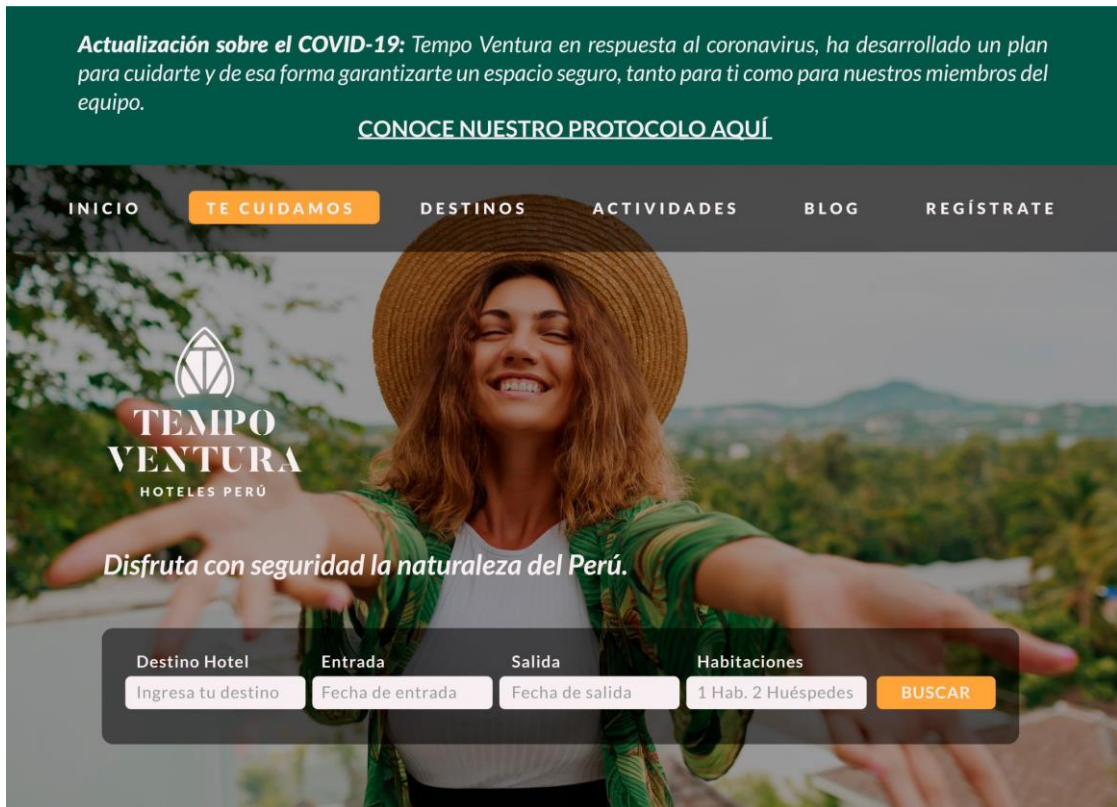 Actualización sobre el COVID-19: Tempo Ventura en respuesta al coronavirus, ha desarrollado un plan
para cuidarte y de esa forma garantizarte un espacio seguro, tanto para ti como para nuestros miembros del
equipo.
CONOCE NUESTRO PROTOCOLO AQUÍ
INICIO TE CUIDAMOS DESTINOS ACTIVIDADES BLOG REGÍSTRATE
TEMPO
VENTURA
HOTELES PERÚ
Disfruta con seguridad la naturaleza del Perú.
Destino Hotel Entrada Salida Habitaciones
Ingresa tu destino Fecha de entrada Fecha de salida 1 Hab. 2 Huéspedes BUSCAR